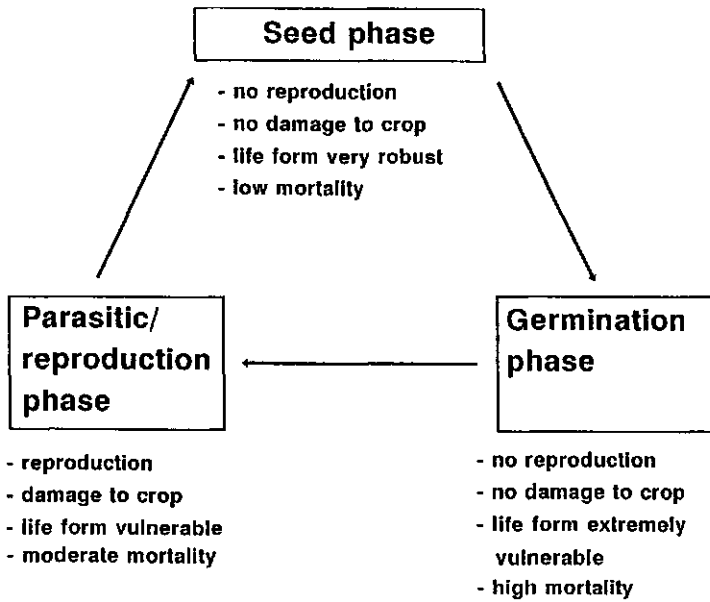 Seed phase
- no reproduction
- no damage to crop
- life form very robust
- low mortality
Parasitic/
reproduction
phase
- reproduction
- damage to crop
- life form vulnerable
- moderate mortality
Germination
phase
- no reproduction
- no damage to crop
- life form extremely
vulnerable
- high mortality